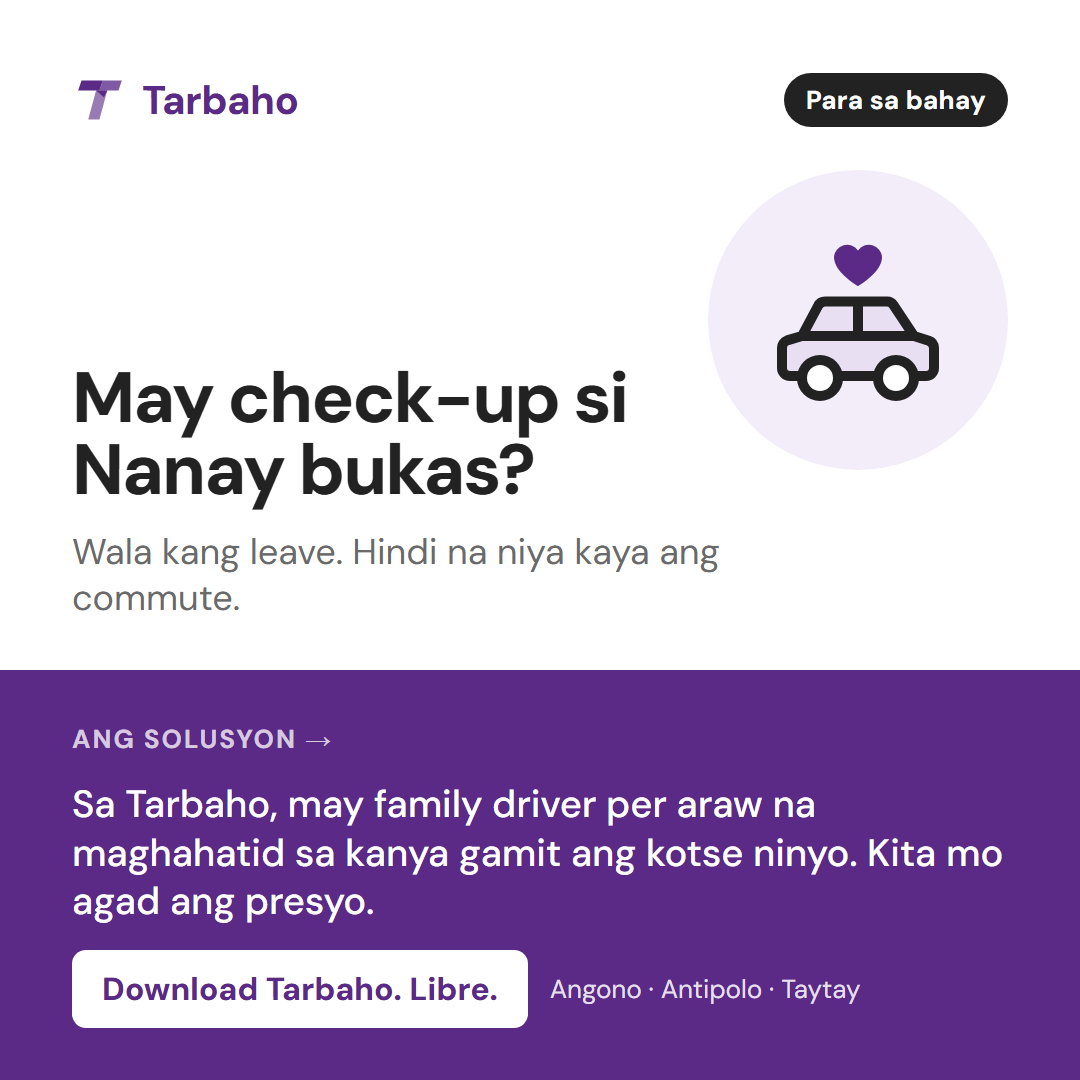 Tarbaho
Para sa bahay
May check-up si
Nanay bukas?
Wala kang leave. Hindi na niya kaya ang
commute.
ANG SOLUSYON →
Sa Tarbaho, may family driver per araw na
maghahatid sa kanya gamit ang kotse ninyo. Kita mo
agad ang presyo.
Download Tarbaho. Libre.
Angono · Antipolo · Taytay